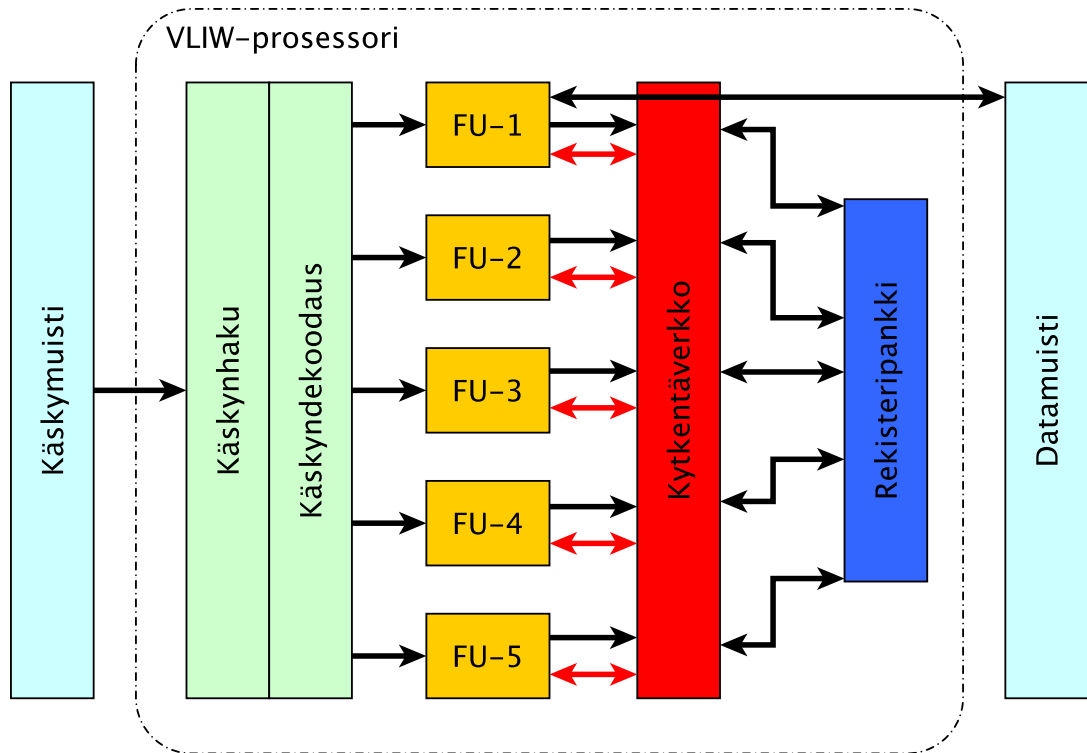 VLIW-prosessori
Käskymuisti
Käskynhaku
Käskyndekoodaus
FU-1
FU-2
FU-3
FU-4
FU-5
Kytkentäverkko
Rekisteripankki
Datamuisti